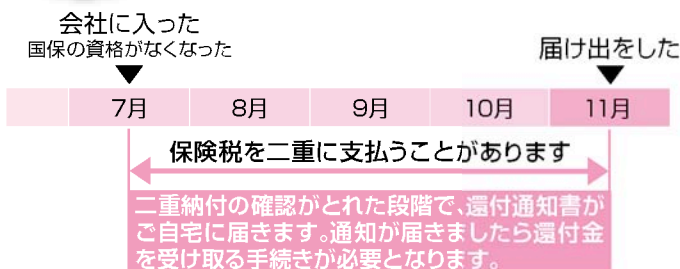 会社に入った
国保の資格がなくなった
届け出をした
7月 8月 9月 10月 11月
保険税を二重に支払うことがあります
二重納付の確認がとれた段階で、還付通知書が
ご自宅に届きます。通知が届きましたら還付金
を受け取る手続きが必要となります。